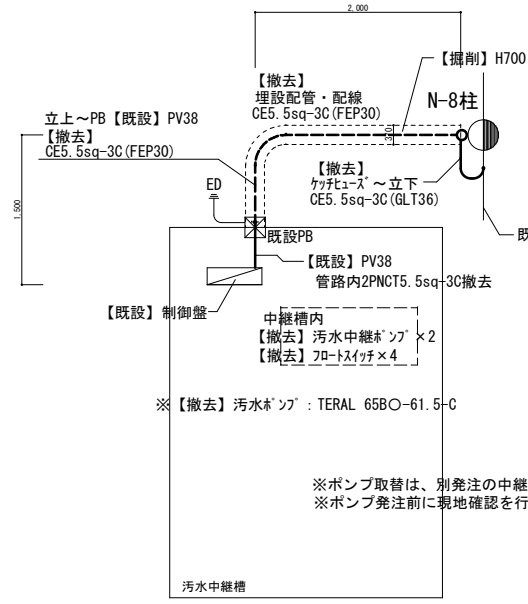 2,000
【掘削】H700
【撤去】
埋設配管・配線
CE5.5sq-3C(FEP30)
N-8柱
立上~PB【既設】PV38
【撤去】
CE5.5sq-3C(FEP30)
320
【撤去】
ｹｯﾁﾋｭｰｽﾞ~立下
CE5.5sq-3C(GLT36)
1,500
ED
既
既設PB
【既設】PV38
管路内2PNCT5.5sq-3C撤去
【既設】制御盤
中継槽内
【撤去】汚水中継ﾎﾟﾝﾌﾟ×2
【撤去】ﾌﾛｰﾄｽｲｯﾁ×4
※【撤去】汚水ﾎﾟﾝﾌﾟ：TERAL 65BO-61.5-C
※ポンプ取替は、別発注の中継
※ポンプ発注前に現地確認を行
汚水中継槽